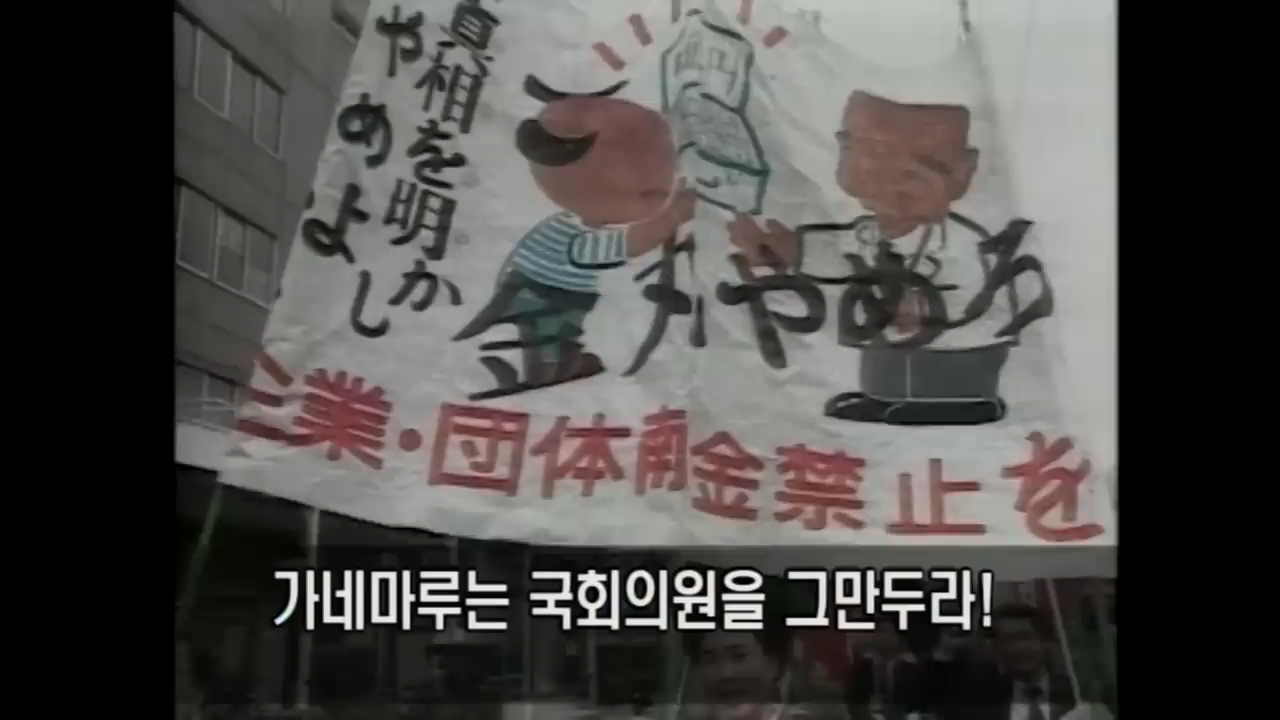 真相を明かし
やめよ
金丸やめろ
業・団体献金禁止を
가네마루는 국회의원을 그만두라!